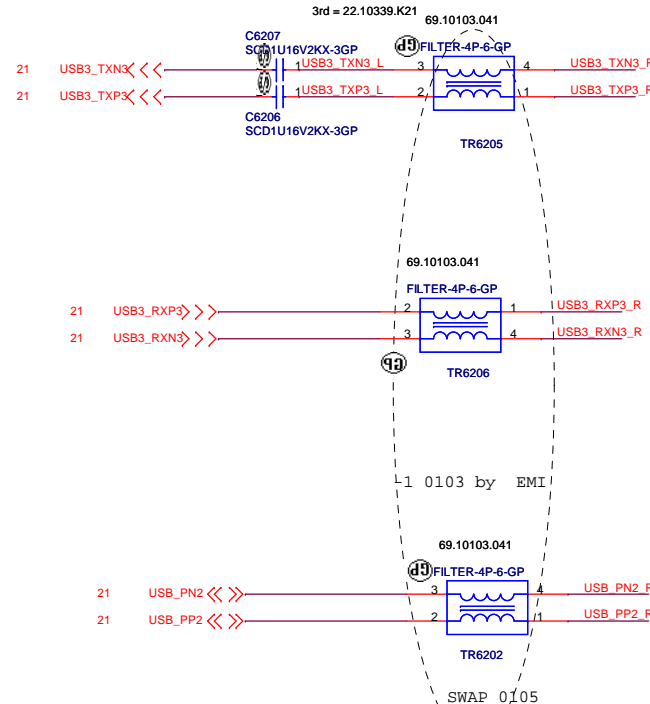 3rd = 22.10339.K21
69.10103.041
C6207
SCD1U16V2KX-3GP
GP FILTER-4P-6-GP
21 USB3_TXN3 1 USB3_TXN3_L 3 4 USB3_TXN3_R
21 USB3_TXP3 1 USB3_TXP3_L 2 1 USB3_TXP3_R
C6206
SCD1U16V2KX-3GP
TR6205
69.10103.041
FILTER-4P-6-GP
21 USB3_RXP3 2 1 USB3_RXP3_R
21 USB3_RXN3 3 4 USB3_RXN3_R
GP
TR6206
-1 0103 by EMI
69.10103.041
GP FILTER-4P-6-GP
21 USB_PN2 3 4 USB_PN2_R
21 USB_PP2 2 1 USB_PP2_R
TR6202
SWAP 0105